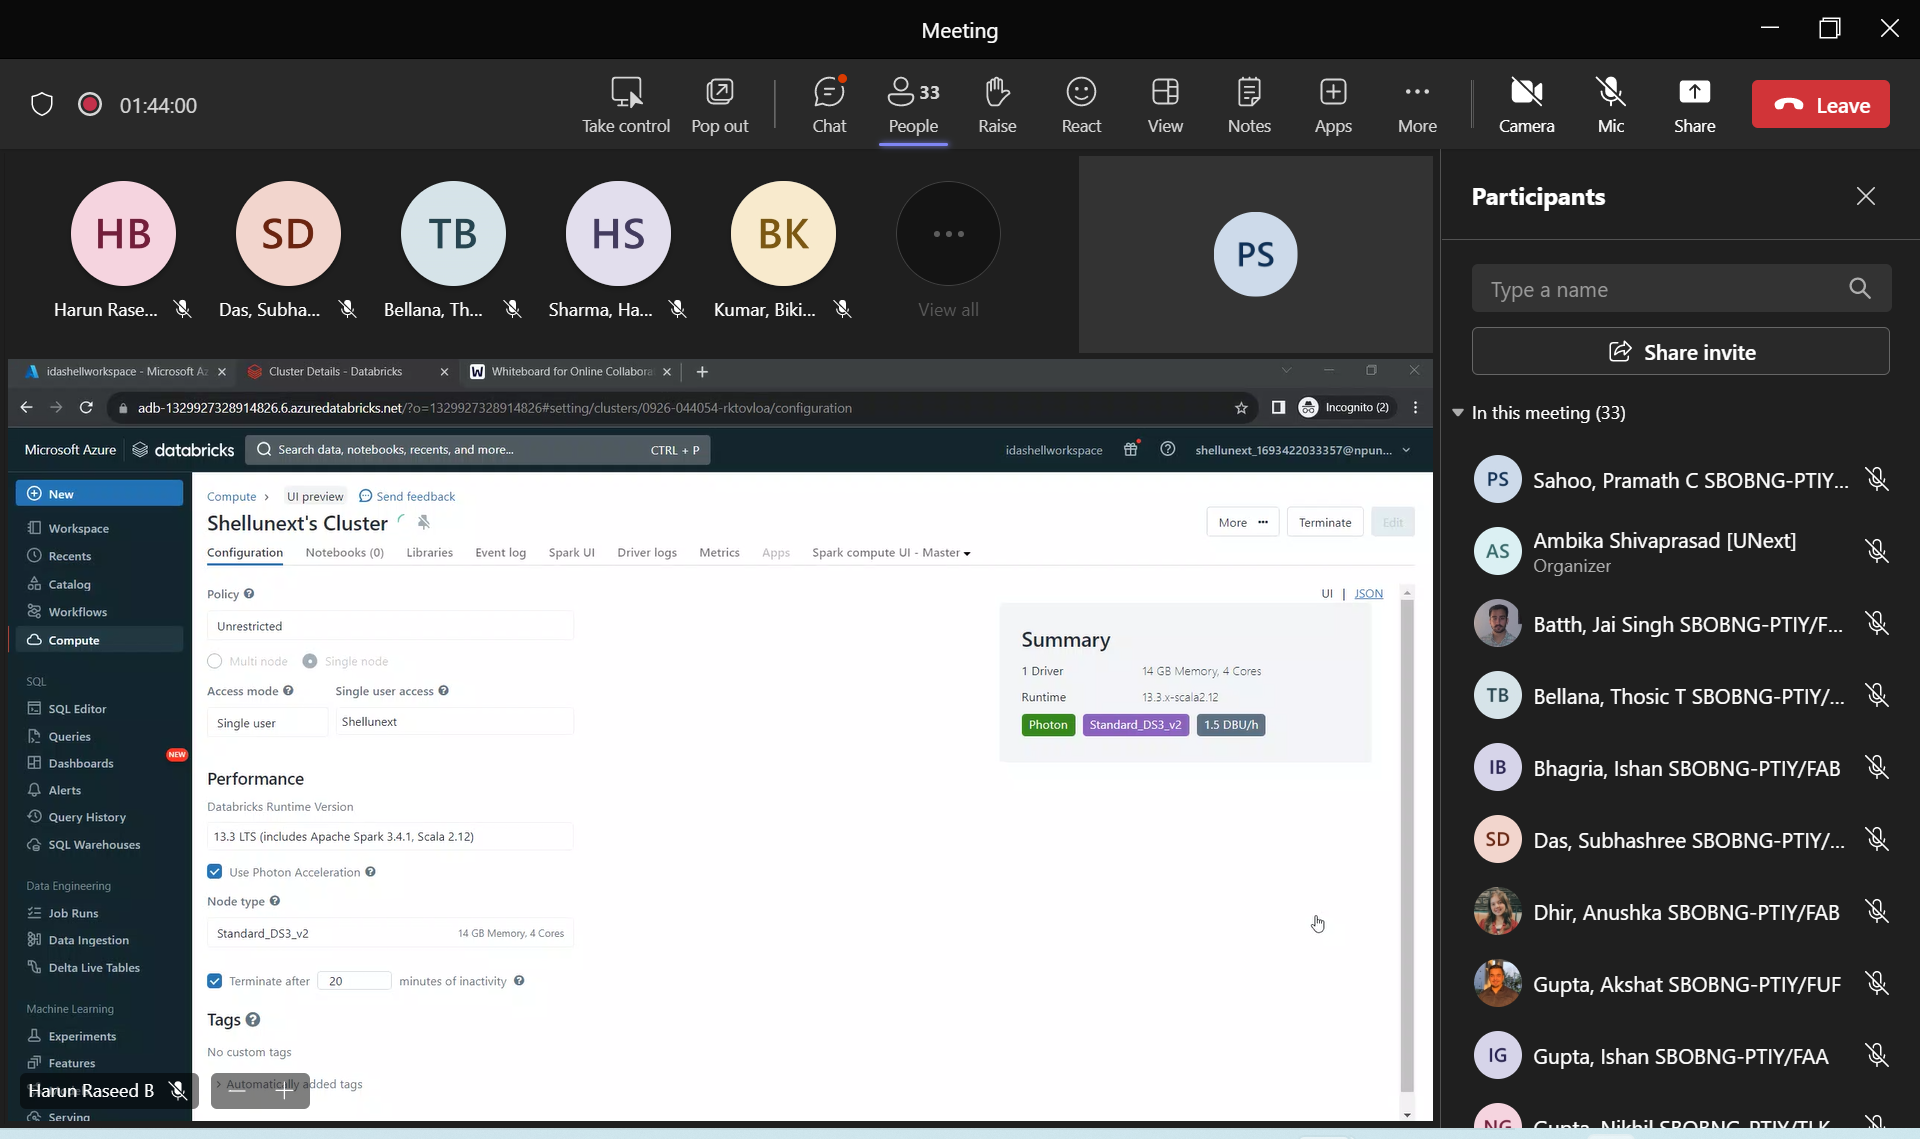 Meeting
01:44:00
Take control
Pop out
Chat
33
People
Raise
React
View
Notes
Apps
More
Camera
Mic
Share
Leave
HB
SD
TB
HS
BK
Harun Rase...
Das, Subha...
Bellana, Th...
Sharma, Ha...
Kumar, Biki...
View all
PS
idashellworkspace - Microsoft Az
Cluster Details - Databricks
Whiteboard for Online Collabora
adb-1329927328914826.6.azuredatabricks.net/?o=1329927328914826#setting/clusters/0926-044054-rktovloa/configuration
Incognito (2)
Microsoft Azure
databricks
Search data, notebooks, recents, and more...
CTRL + P
idashellworkspace
shellunext_1693422033357@npun...
New
Workspace
Recents
Catalog
Workflows
Compute
SQL
SQL Editor
Queries
Dashboards
NEW
Alerts
Query History
SQL Warehouses
Data Engineering
Job Runs
Data Ingestion
Delta Live Tables
Machine Learning
Experiments
Features
Serving
Harun Raseed B
Compute >
UI preview
Send feedback
Shellunext's Cluster
More ...
Terminate
Edit
Configuration
Notebooks (0)
Libraries
Event log
Spark UI
Driver logs
Metrics
Apps
Spark compute UI - Master
UI | JSON
Policy
Unrestricted
Multi node
Single node
Access mode
Single user access
Single user
Shellunext
Performance
Databricks Runtime Version
13.3 LTS (includes Apache Spark 3.4.1, Scala 2.12)
Use Photon Acceleration
Node type
Standard_DS3_v2
14 GB Memory, 4 Cores
Terminate after
20
minutes of inactivity
Tags
No custom tags
Automatically added tags
Summary
1 Driver
14 GB Memory, 4 Cores
Runtime
13.3.x-scala2.12
Photon
Standard_DS3_v2
1.5 DBU/h
Participants
Type a name
Share invite
In this meeting (33)
PS
Sahoo, Pramath C SBOBNG-PTIY...
AS
Ambika Shivaprasad [UNext]
Organizer
Batth, Jai Singh SBOBNG-PTIY/F...
TB
Bellana, Thosic T SBOBNG-PTIY/...
IB
Bhagria, Ishan SBOBNG-PTIY/FAB
SD
Das, Subhashree SBOBNG-PTIY/...
Dhir, Anushka SBOBNG-PTIY/FAB
Gupta, Akshat SBOBNG-PTIY/FUF
IG
Gupta, Ishan SBOBNG-PTIY/FAA
NG
Gupta, Nikhil SBOBNG-PTIY/TLK